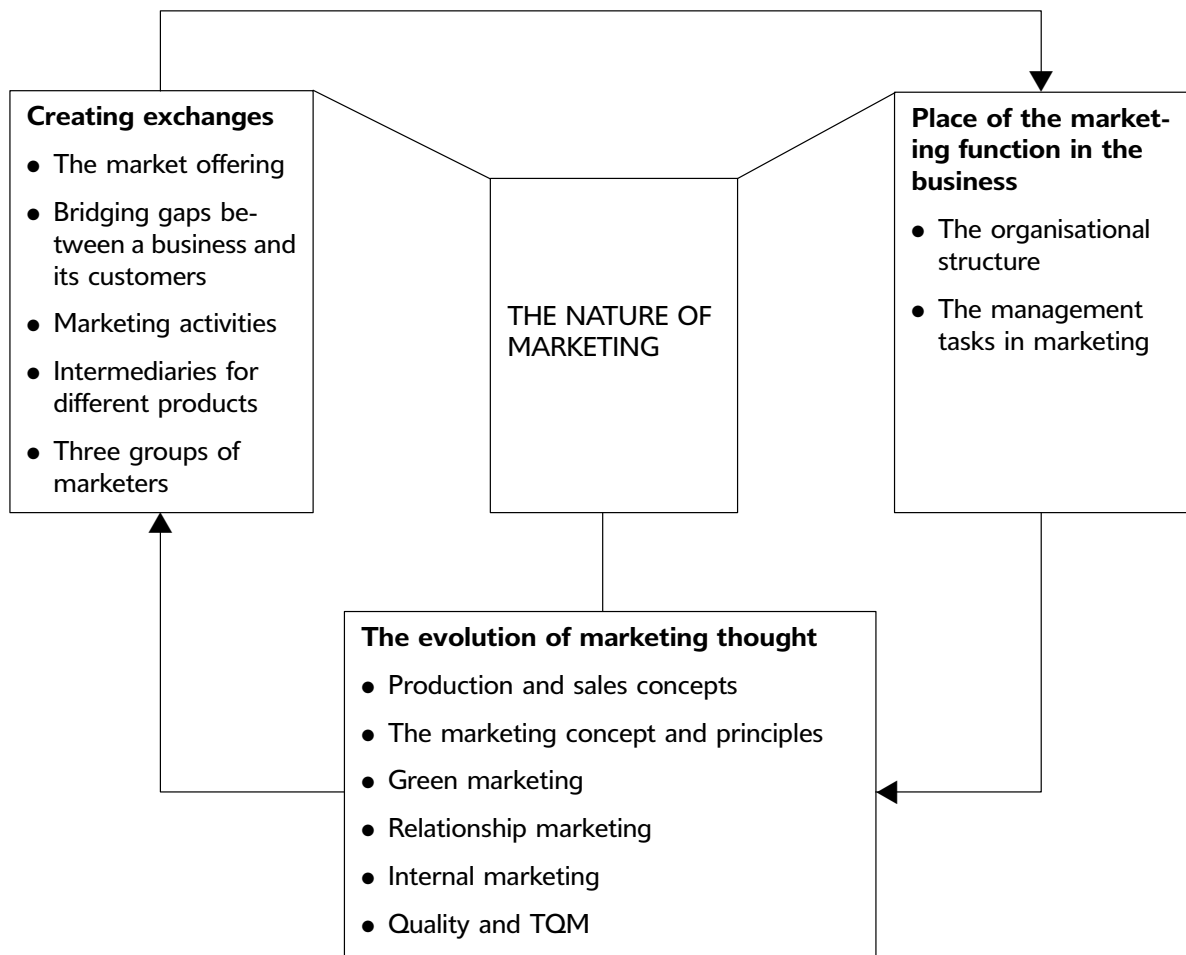 Creating exchanges
● The market offering
● Bridging gaps be-
tween a business and
its customers
● Marketing activities
● Intermediaries for
different products
● Three groups of
marketers
THE NATURE OF
MARKETING
Place of the market-
ing function in the
business
● The organisational
structure
● The management
tasks in marketing
The evolution of marketing thought
● Production and sales concepts
● The marketing concept and principles
● Green marketing
● Relationship marketing
● Internal marketing
● Quality and TQM